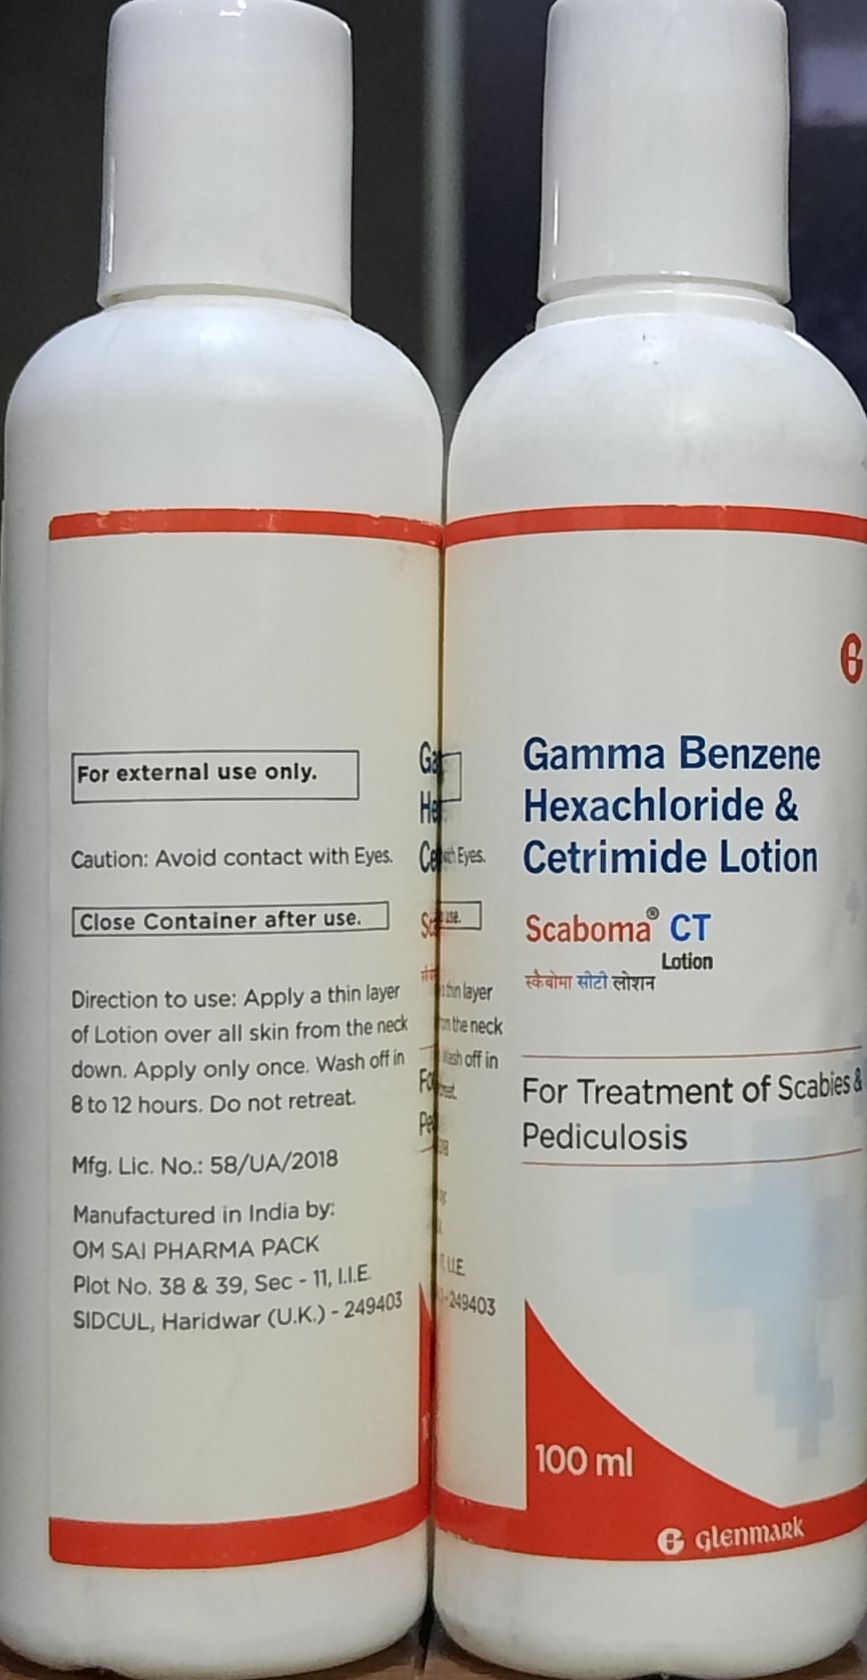 For external use only.
Caution: Avoid contact with Eyes.
Close Container after use.
Direction to use: Apply a thin layer
of Lotion over all skin from the neck
down. Apply only once. Wash off in
8 to 12 hours. Do not retreat.
Mfg. Lic. No.: 58/UA/2018
Manufactured in India by:
OM SAI PHARMA PACK
Plot No. 38 & 39, Sec - 11, I.I.E.
SIDCUL, Haridwar (U.K.) - 249403
Gamma Benzene
Hexachloride &
Cetrimide Lotion
Scaboma® CT
Lotion
स्कैबोमा सीटी लोशन
For Treatment of Scabies &
Pediculosis
100 ml
G glenmark